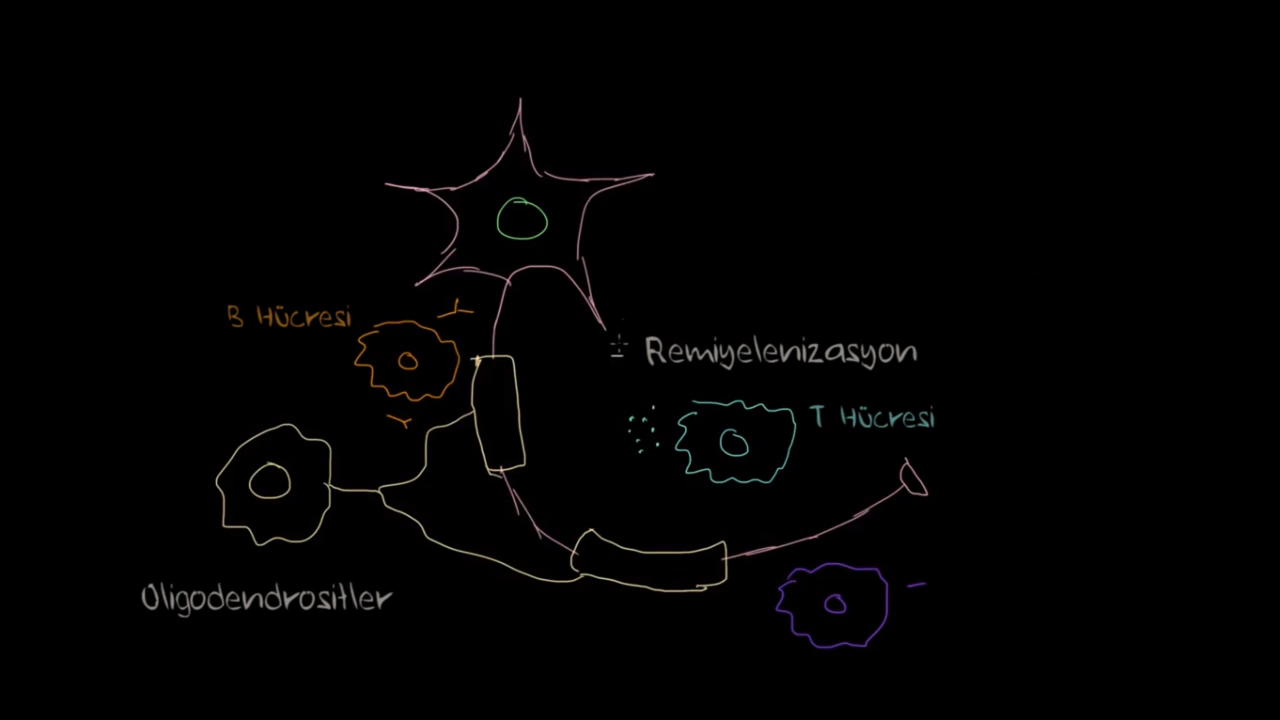 B Hücresi
± Remiyelenizasyon
T Hücresi
Oligodendrositler